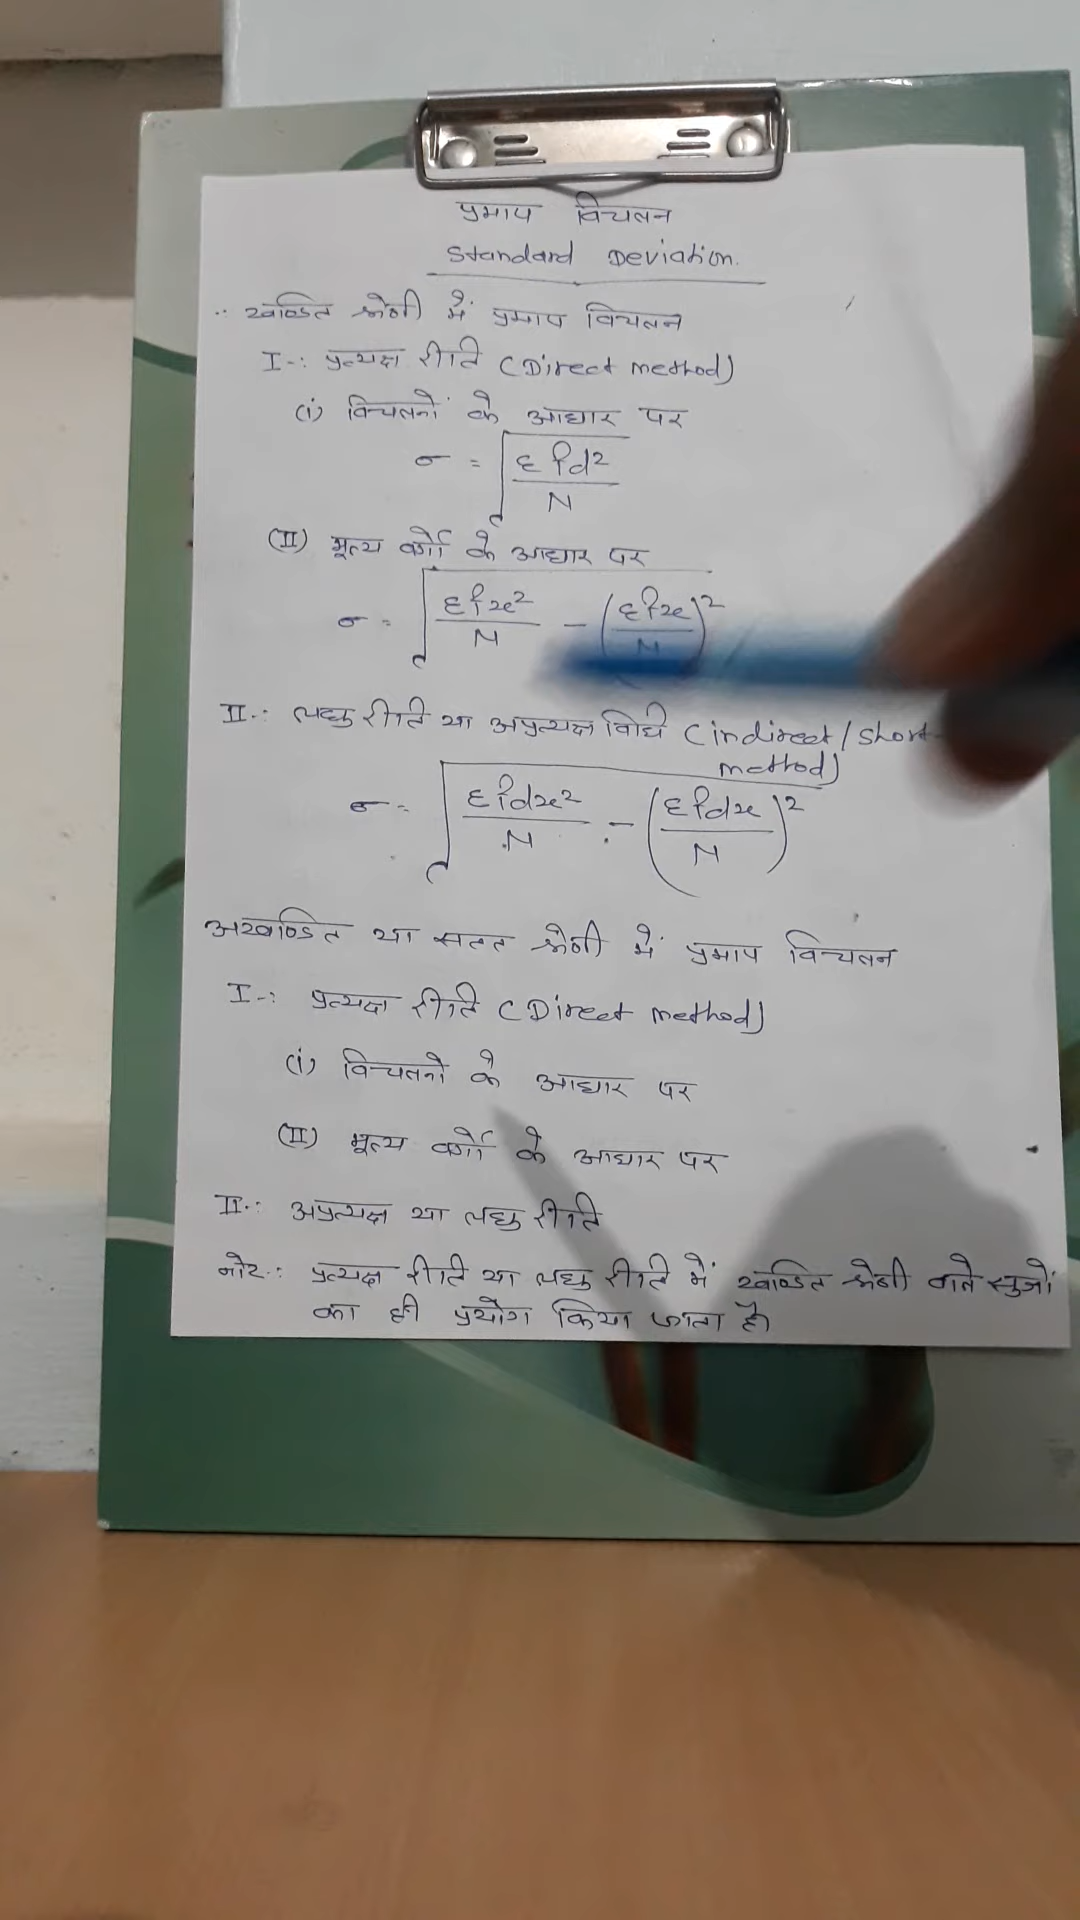 प्रमाप विचलन
Standard Deviation.
∴ खण्डित श्रेणी में प्रमाप विचलन
I-: प्रत्यक्ष रीति (Direct method)
(i) विचलनों के आधार पर
σ = √(Σfd²/N)
(II) मूल्य वर्गों के आधार पर
σ = √(Σfx²/N - (Σfx/N)²)
II.: लघु रीति या अप्रत्यक्ष विधि (indirect/short-
method)
σ = √(Σfdx²/N - (Σfdx/N)²)
अखण्डित या सतत श्रेणी में प्रमाप विचलन
I-: प्रत्यक्ष रीति (Direct method)
(i) विचलनो के आधार पर
(II) मूल्य वर्गो के आधार पर
II.: अप्रत्यक्ष या लघु रीति
नोट.: प्रत्यक्ष रीति या लघु रीति में खण्डित श्रेणी वाले सुत्रों
का ही प्रयोग किया जाता है